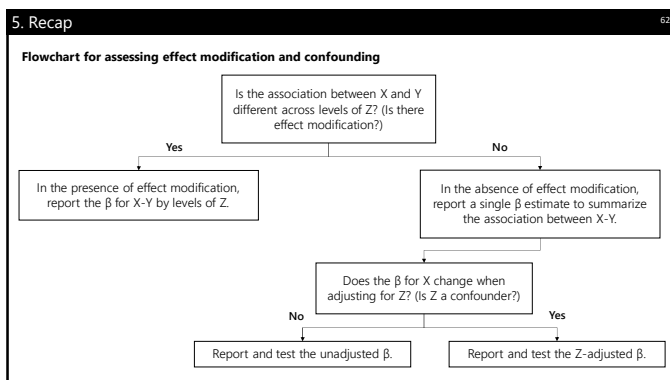 5. Recap
62
Flowchart for assessing effect modification and confounding
Is the association between X and Y
different across levels of Z? (Is there
effect modification?)
Yes
No
In the presence of effect modification,
report the β for X-Y by levels of Z.
In the absence of effect modification,
report a single β estimate to summarize
the association between X-Y.
Does the β for X change when
adjusting for Z? (Is Z a confounder?)
No
Yes
Report and test the unadjusted β.
Report and test the Z-adjusted β.